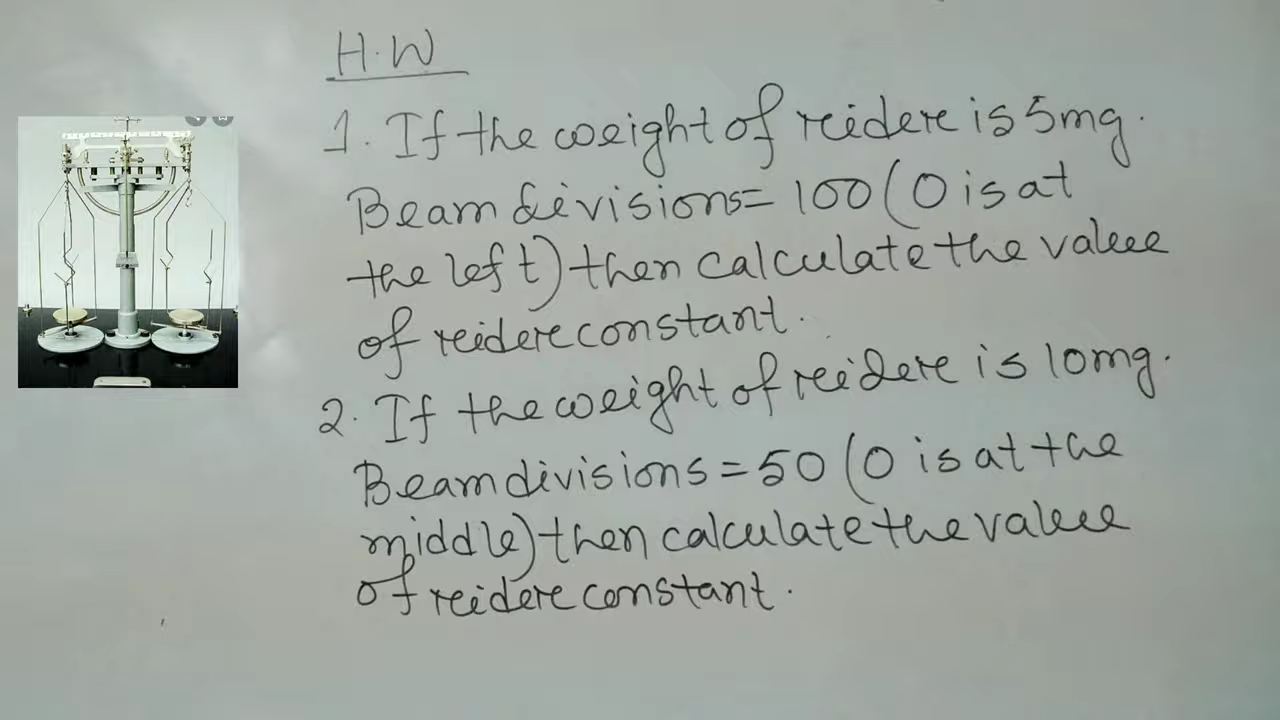 H.W
1. If the weight of reidere is 5mg.
Beam divisions= 100 (0 is at
the left) then calculate the value
of reidere constant.
2. If the weight of reidere is 10mg.
Beam divisions = 50 (0 is at the
middle) then calculate the value
of reidere constant.